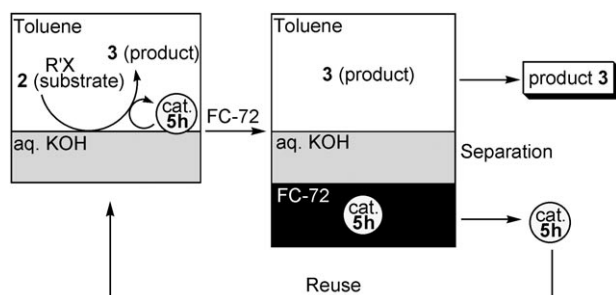 Toluene
3 (product)
R'X
2 (substrate)
cat.
5h
aq. KOH
FC-72
Toluene
3 (product)
aq. KOH
FC-72
cat.
5h
product 3
Separation
cat.
5h
Reuse